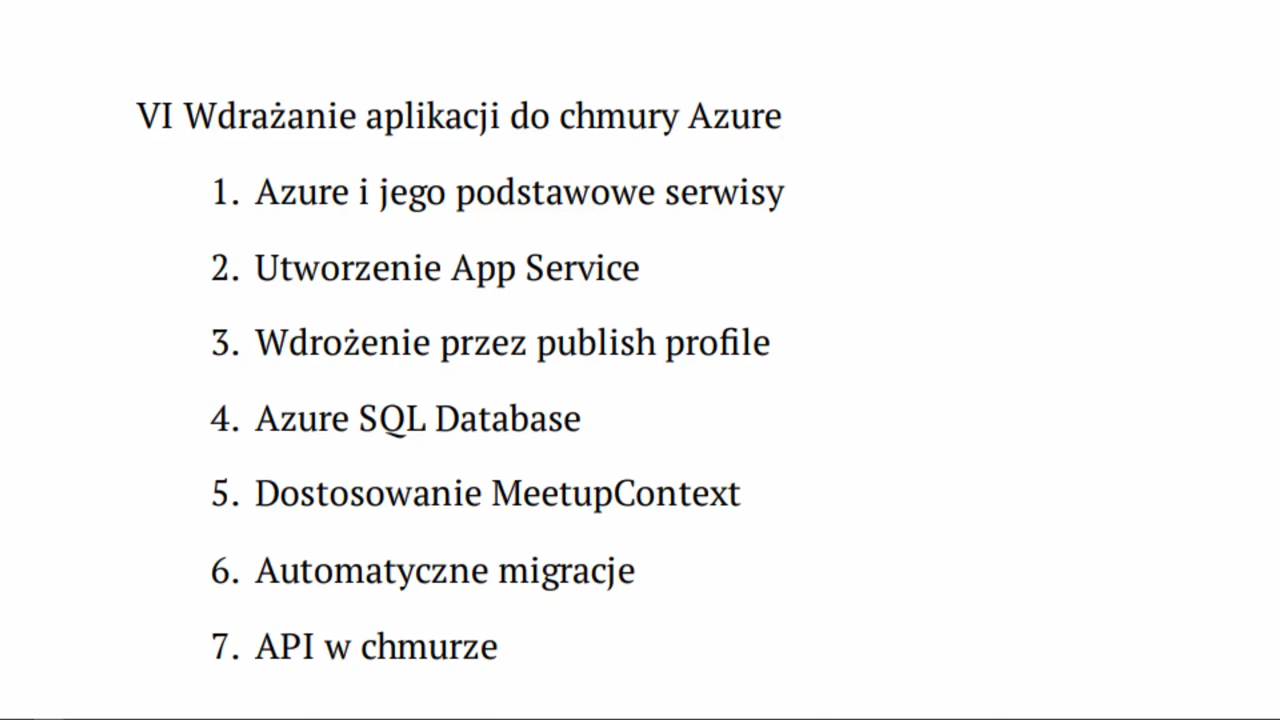 VI Wdrażanie aplikacji do chmury Azure
1. Azure i jego podstawowe serwisy
2. Utworzenie App Service
3. Wdrożenie przez publish profile
4. Azure SQL Database
5. Dostosowanie MeetupContext
6. Automatyczne migracje
7. API w chmurze